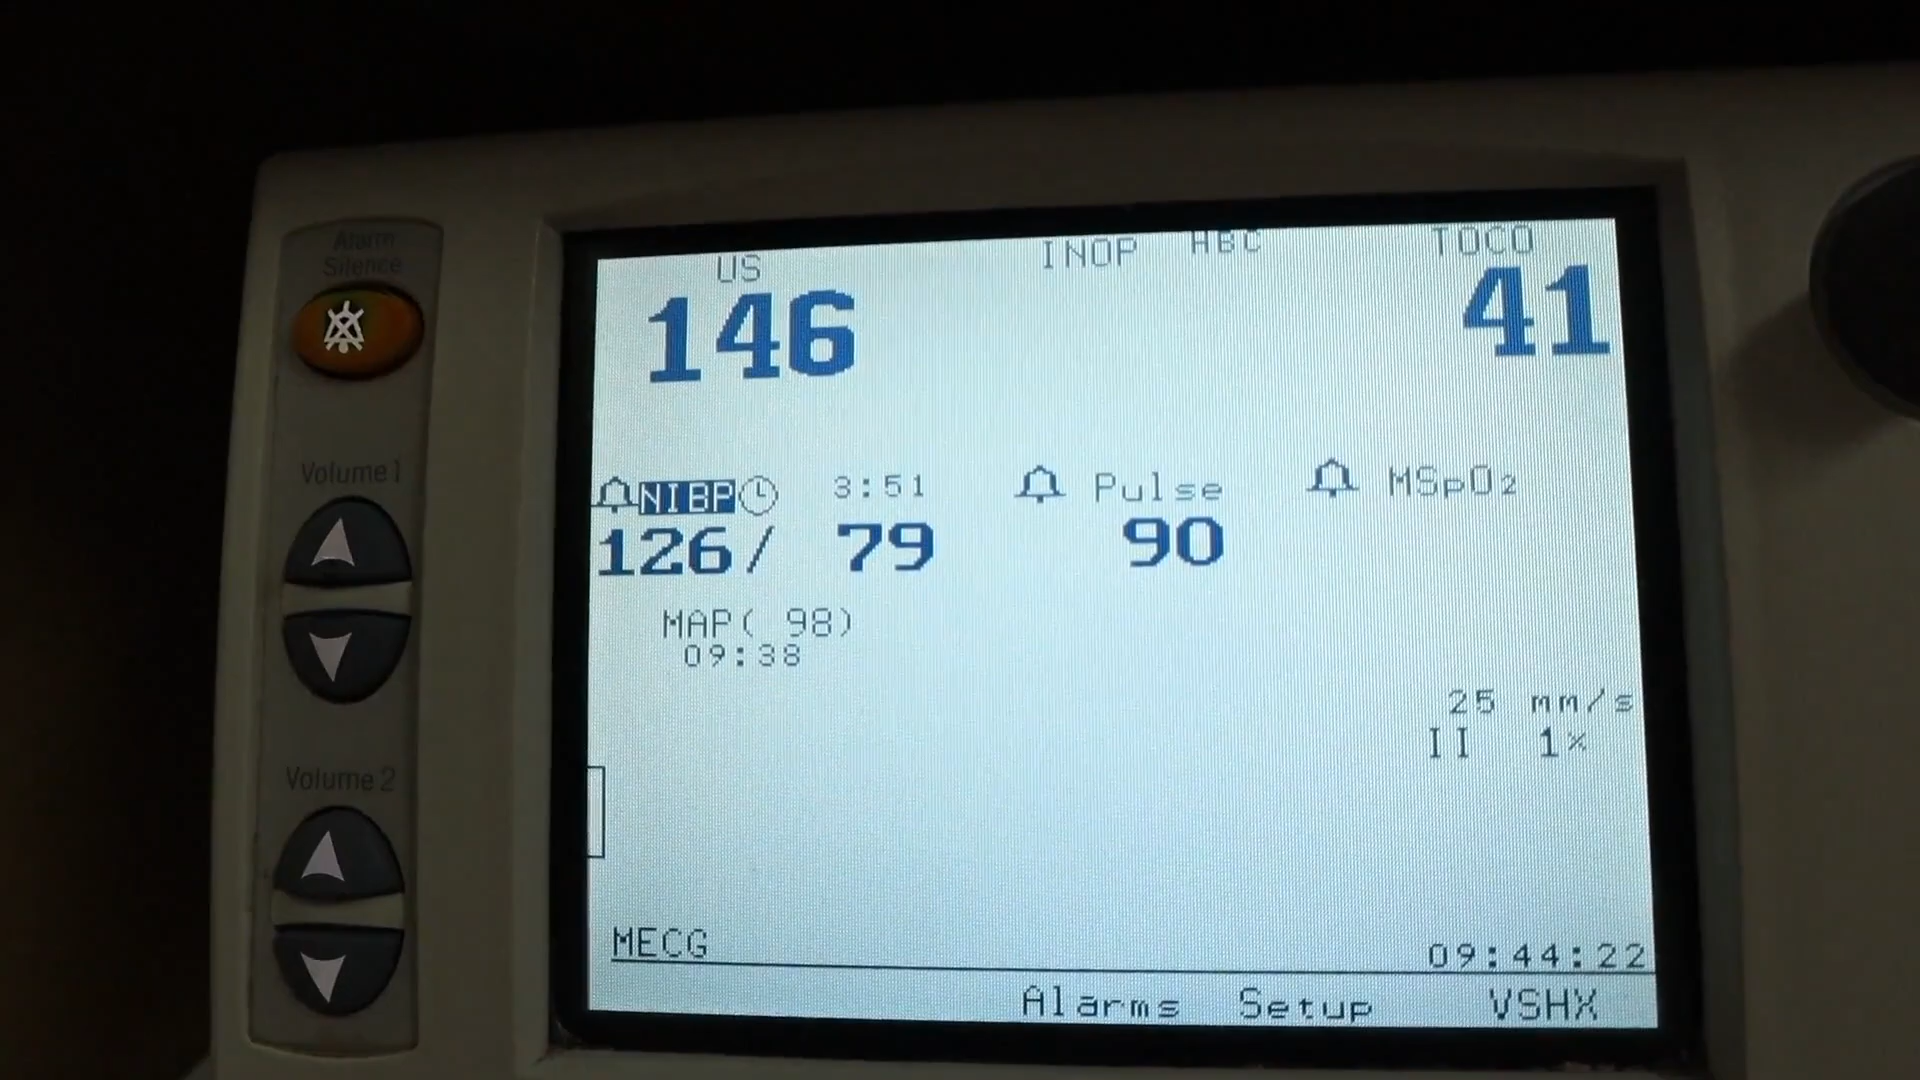 Alarm
Silence
Volume 1
Volume 2
US INOP TOCO
146 41
NIBP 3:51 Pulse MSpO2
126/ 79 90
MAP( 98)
09:38
25 mm/s
II 1x
MECG 09:44:22
Alarms Setup VSHX